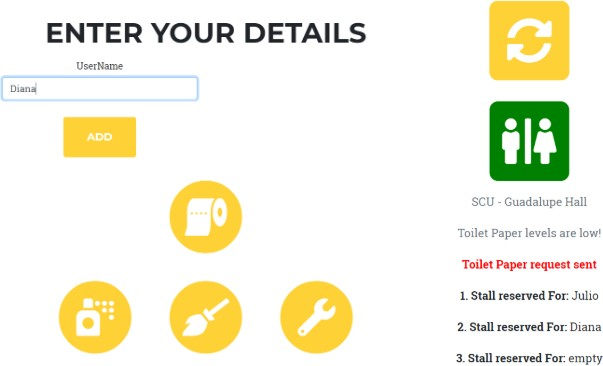 ENTER YOUR DETAILS
UserName
Diana
ADD
SCU - Guadalupe Hall
Toilet Paper levels are low!
Toilet Paper request sent
1. Stall reserved For: Julio
2. Stall reserved For: Diana
3. Stall reserved For: empty